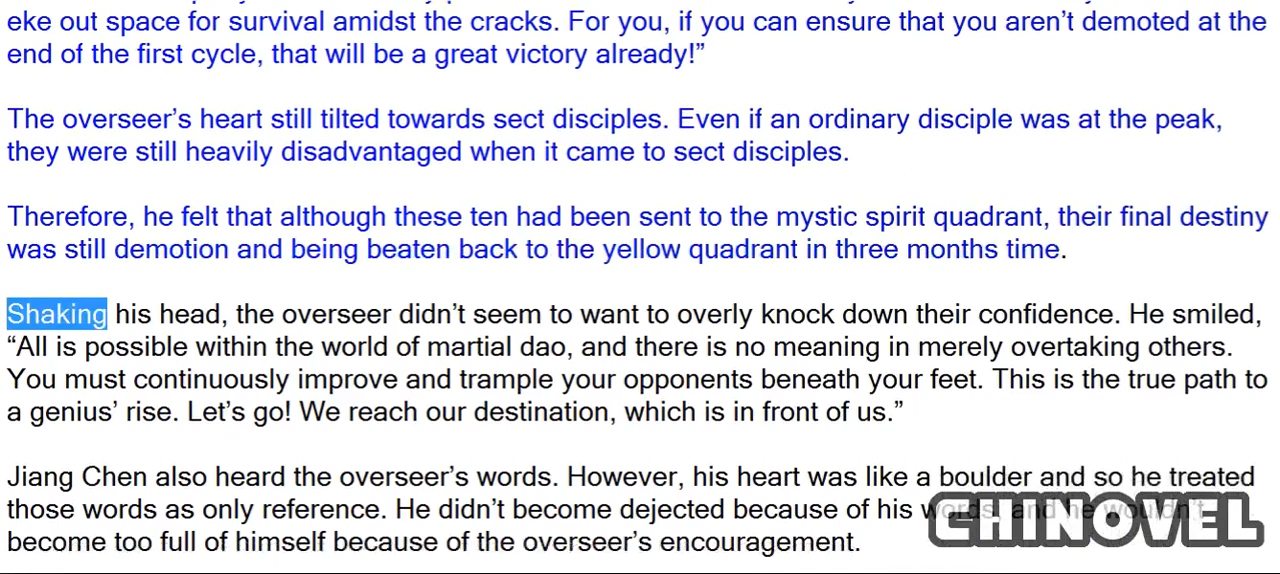 eke out space for survival amidst the cracks. For you, if you can ensure that you aren’t demoted at the
end of the first cycle, that will be a great victory already!”
The overseer’s heart still tilted towards sect disciples. Even if an ordinary disciple was at the peak,
they were still heavily disadvantaged when it came to sect disciples.
Therefore, he felt that although these ten had been sent to the mystic spirit quadrant, their final destiny
was still demotion and being beaten back to the yellow quadrant in three months time.
Shaking his head, the overseer didn’t seem to want to overly knock down their confidence. He smiled,
“All is possible within the world of martial dao, and there is no meaning in merely overtaking others.
You must continuously improve and trample your opponents beneath your feet. This is the true path to
a genius’ rise. Let’s go! We reach our destination, which is in front of us.”
Jiang Chen also heard the overseer’s words. However, his heart was like a boulder and so he treated
those words as only reference. He didn’t become dejected because of his words, and he wouldn’t
become too full of himself because of the overseer’s encouragement.
CHINOVEL